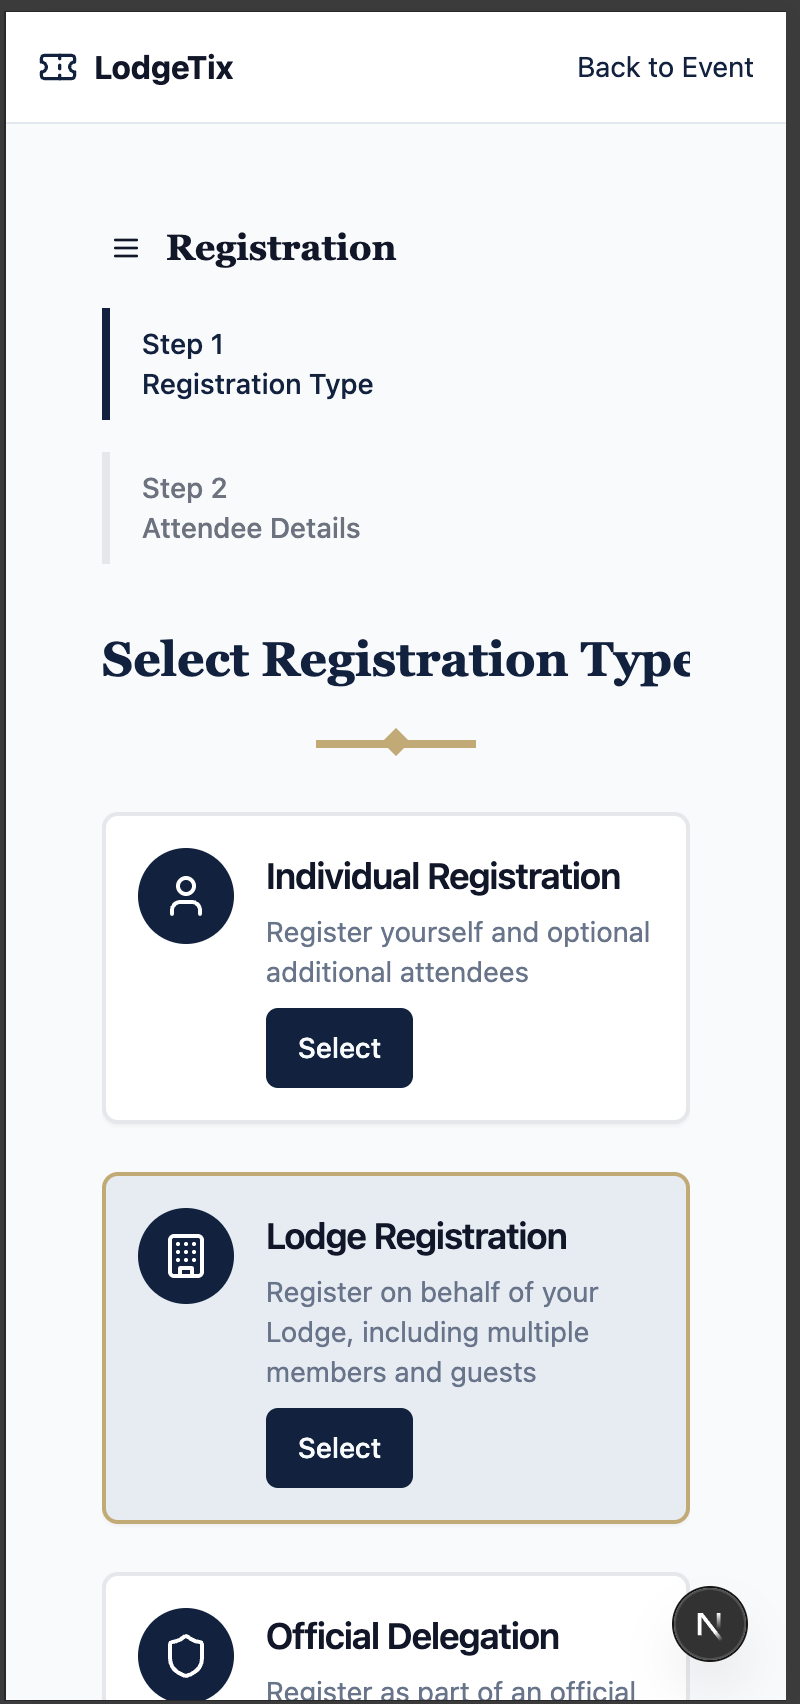 LodgeTix
Back to Event
Registration
Step 1
Registration Type
Step 2
Attendee Details
Select Registration Type
Individual Registration
Register yourself and optional
additional attendees
Select
Lodge Registration
Register on behalf of your
Lodge, including multiple
members and guests
Select
Official Delegation
N
Register as part of an official